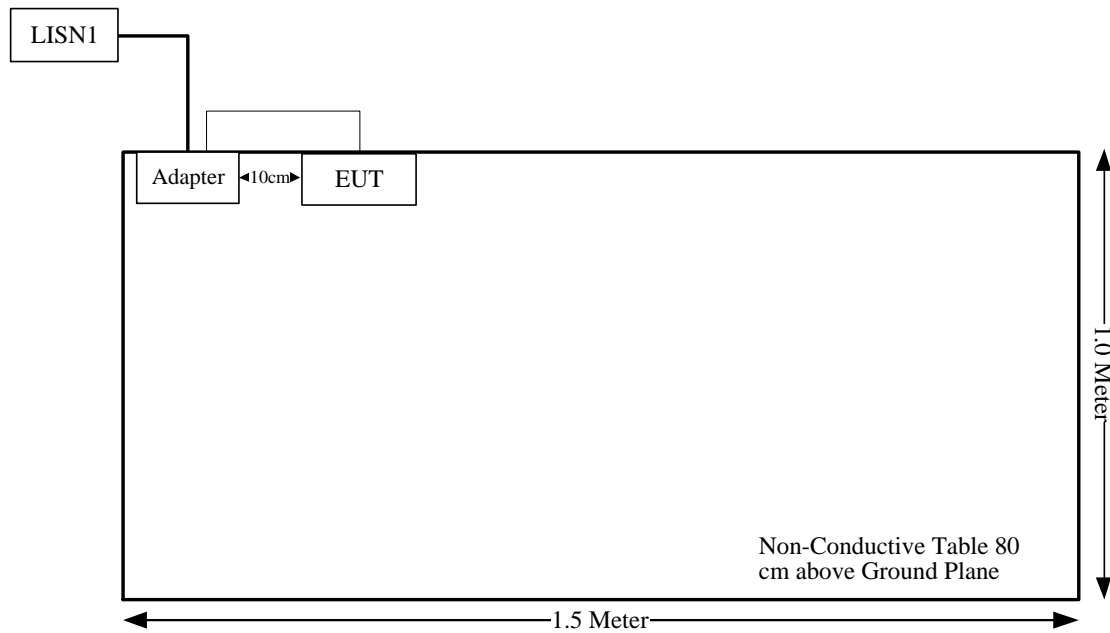 LISN1
Adapter
10cm
EUT
1.0 Meter
Non-Conductive Table 80
cm above Ground Plane
1.5 Meter